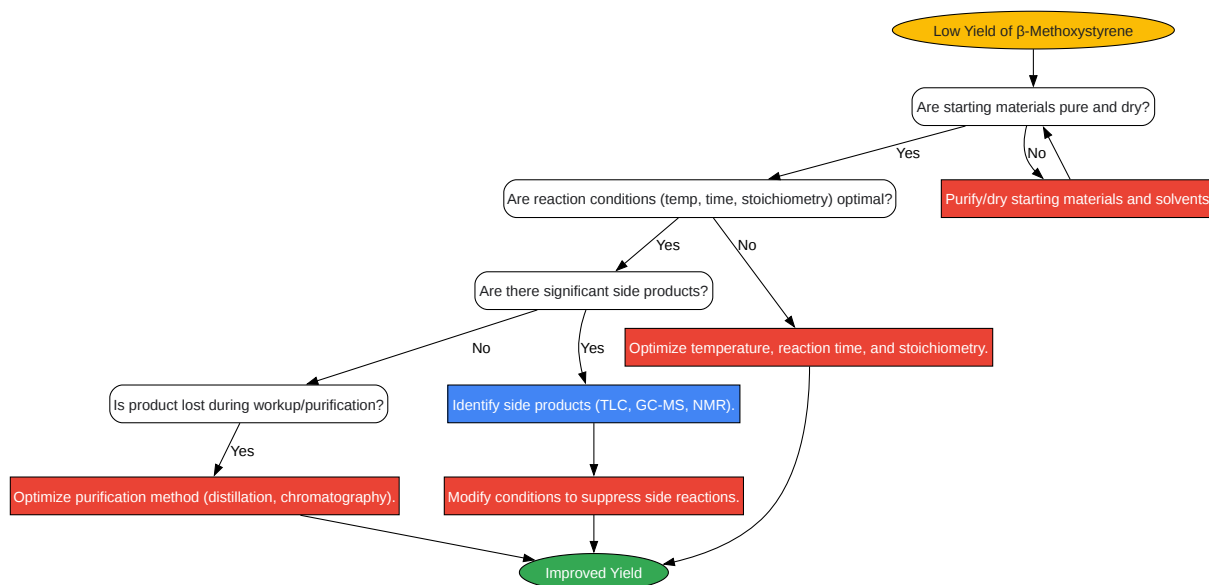 Low Yield of β-Methoxystyrene
Are starting materials pure and dry?
Yes
No
Are reaction conditions (temp, time, stoichiometry) optimal?
Purify/dry starting materials and solvents.
Yes
No
Are there significant side products?
No
Yes
Optimize temperature, reaction time, and stoichiometry.
Is product lost during workup/purification?
Identify side products (TLC, GC-MS, NMR).
Yes
Optimize purification method (distillation, chromatography).
Modify conditions to suppress side reactions.
Improved Yield